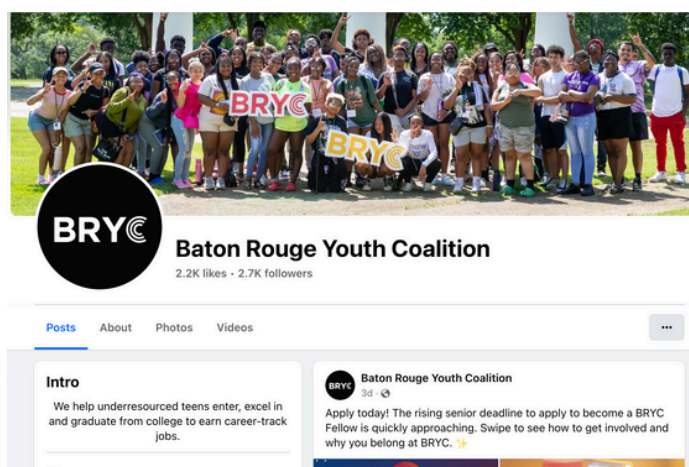 BRYC
BRYC
BRYC
Baton Rouge Youth Coalition
2.2K likes • 2.7K followers
Posts About Photos Videos
Intro
We help underresourced teens enter, excel in
and graduate from college to earn career-track
jobs.
BRYC
Baton Rouge Youth Coalition
3d ·
Apply today! The rising senior deadline to apply to become a BRYC
Fellow is quickly approaching. Swipe to see how to get involved and
why you belong at BRYC. ✨